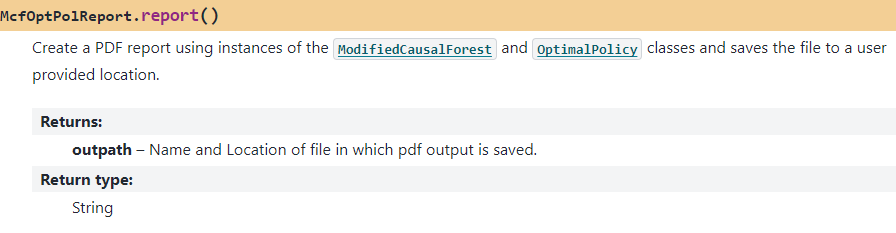 McfOptPolReport.report()
Create a PDF report using instances of the ModifiedCausalForest and OptimalPolicy classes and saves the file to a user
provided location.
Returns:
outpath – Name and Location of file in which pdf output is saved.
Return type:
String